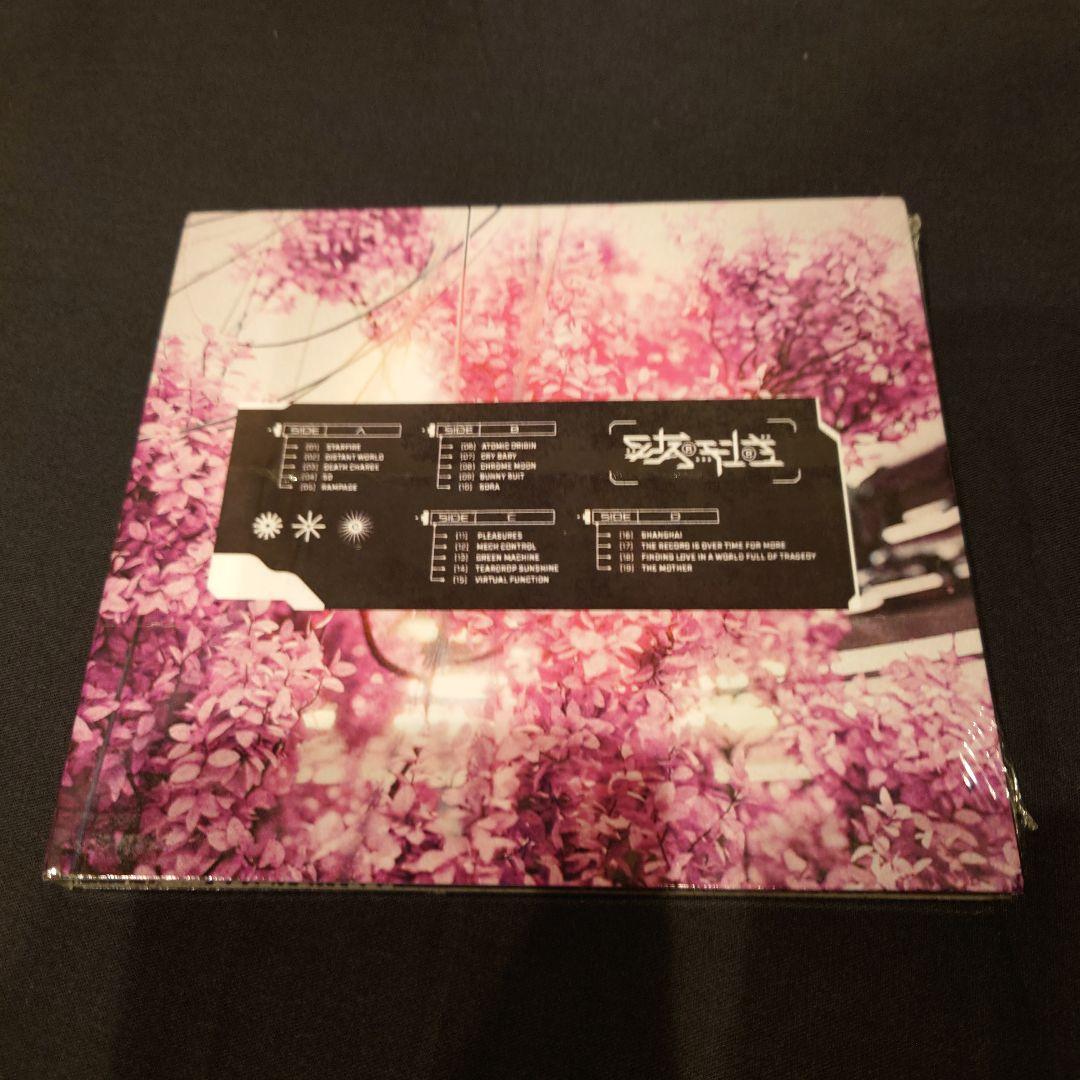 SIDE A
[01] STARFIRE
[02] DISTANT WORLD
[03] DEATH CHARGE
[04] SD
[05] RAMPAGE
SIDE B
[06] ATOMIC ORIGIN
[07] CRY BABY
[08] CHROME MOON
[09] BUNNY SUIT
[10] SORA
SIDE C
[11] PLEASURES
[12] MECH CONTROL
[13] GREEN MACHINE
[14] TEARDROP SUNSHINE
[15] VIRTUAL FUNCTION
SIDE D
[16] SHANGHAI
[17] THE RECORD IS OVER TIME FOR MORE
[18] FINDING LOVE IN A WORLD FULL OF TRAGEDY
[19] THE MOTHER